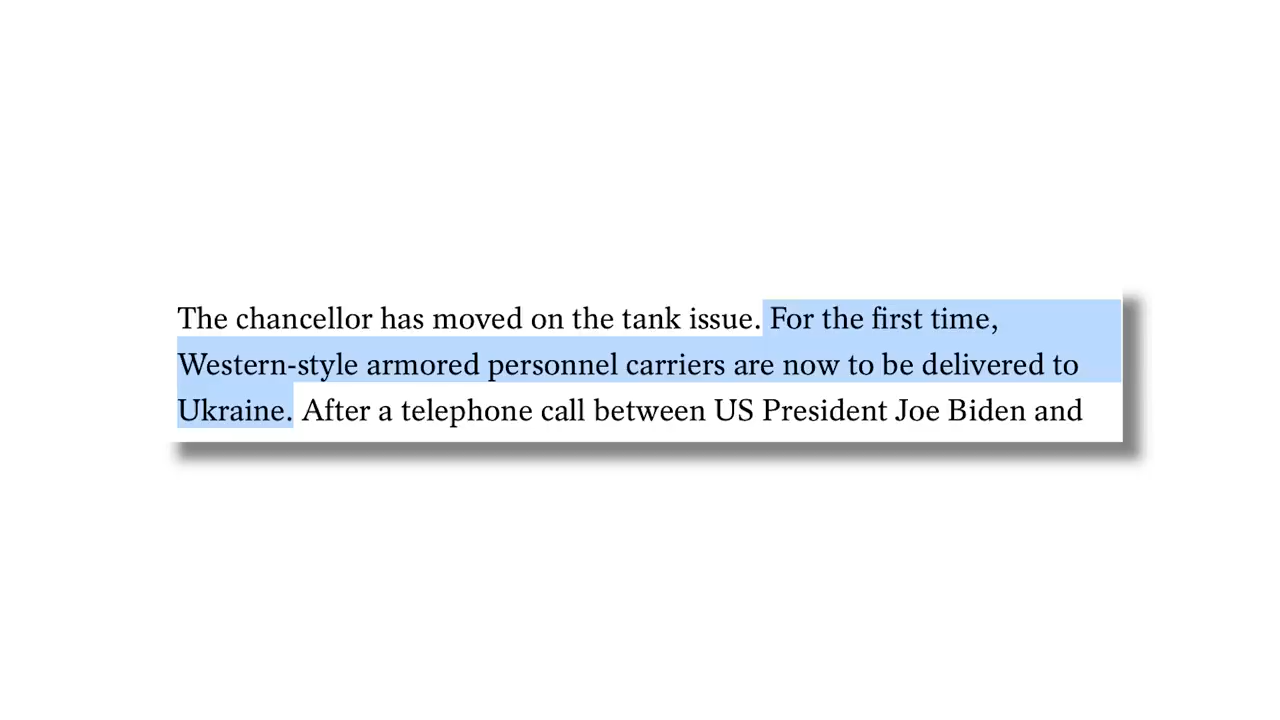 The chancellor has moved on the tank issue. For the first time,
Western-style armored personnel carriers are now to be delivered to
Ukraine. After a telephone call between US President Joe Biden and